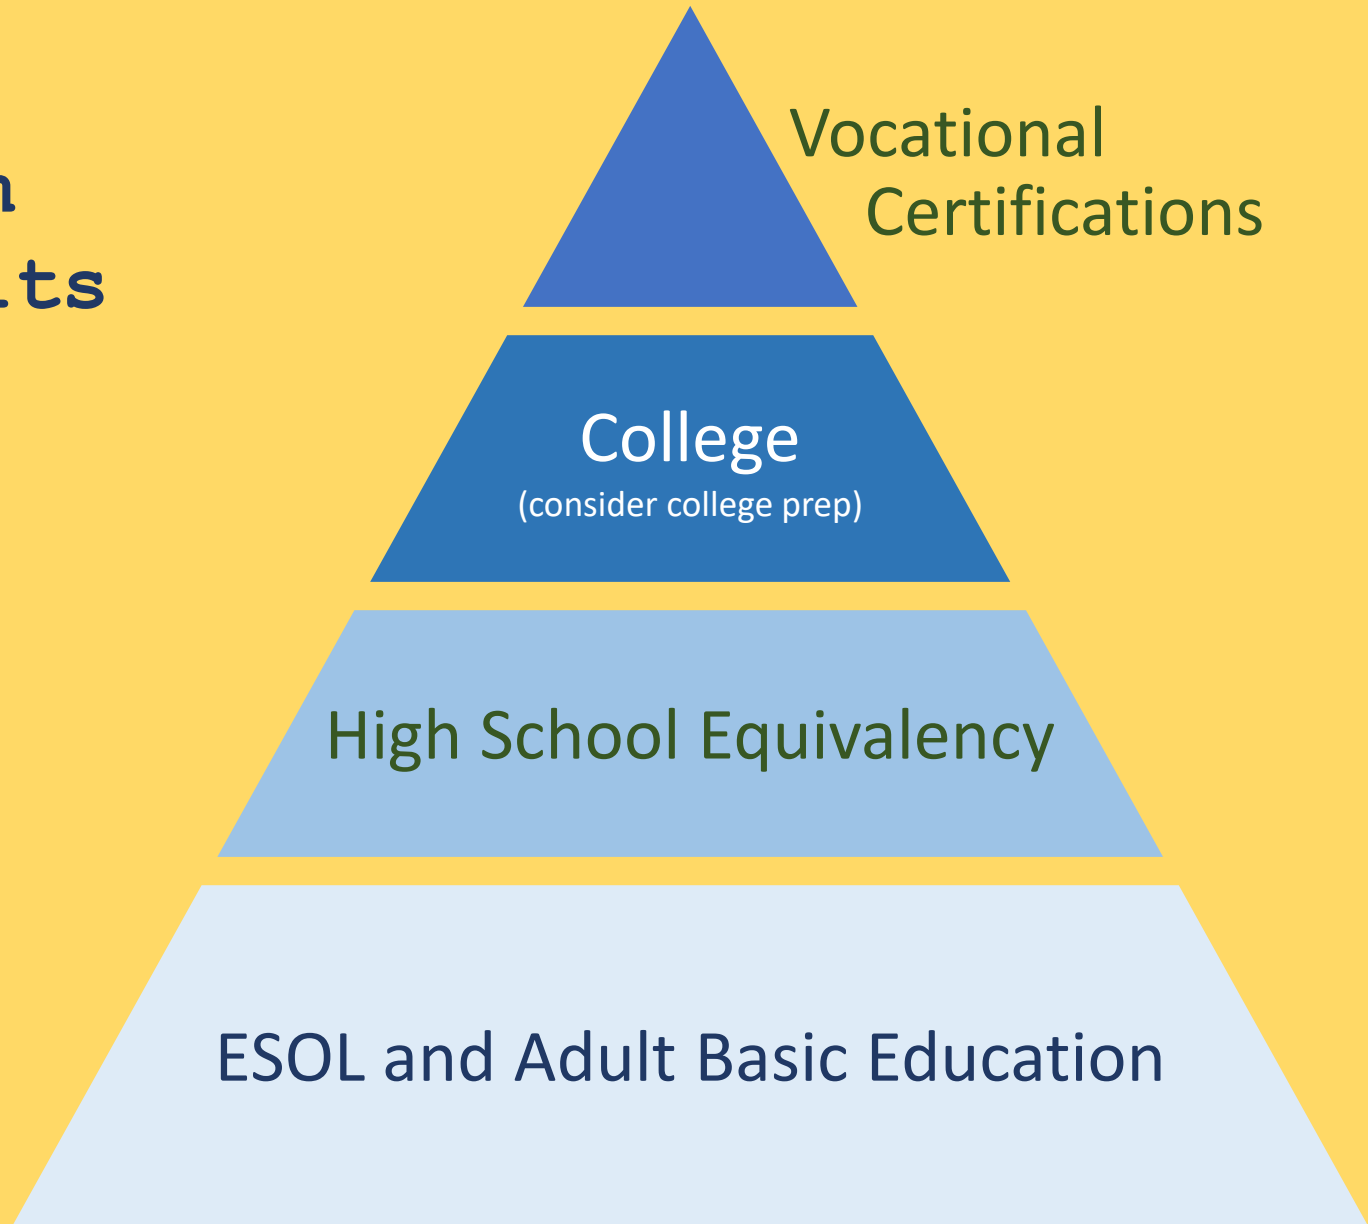 Vocational
Certifications
College
(consider college prep)
High School Equivalency
ESOL and Adult Basic Education